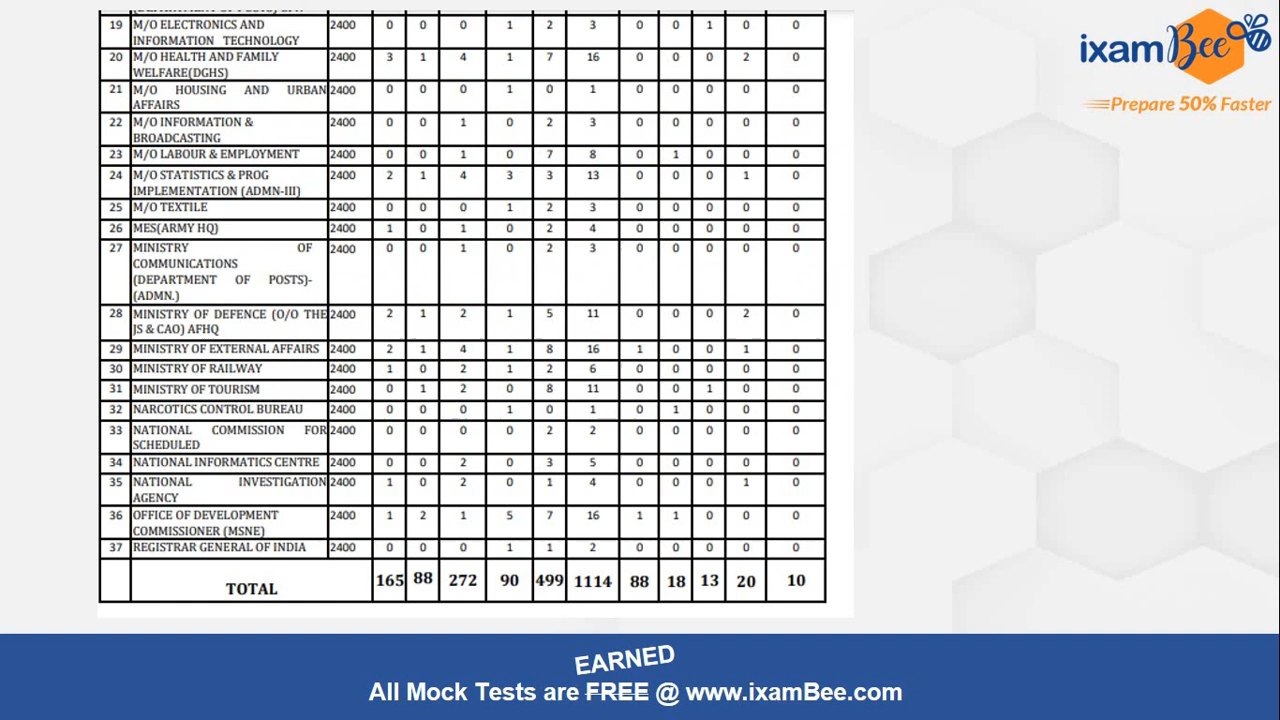 19 M/O ELECTRONICS AND 2400 0 0 0 1 2 3 0 0 1 0 0
INFORMATION TECHNOLOGY
20 M/O HEALTH AND FAMILY 2400 3 1 4 1 7 16 0 0 0 2 0
WELFARE(DGHS)
21 M/O HOUSING AND URBAN 2400 0 0 0 1 0 1 0 0 0 0 0
AFFAIRS
22 M/O INFORMATION & 2400 0 0 1 0 2 3 0 0 0 0 0
BROADCASTING
23 M/O LABOUR & EMPLOYMENT 2400 0 0 1 0 7 8 0 1 0 0 0
24 M/O STATISTICS & PROG 2400 2 1 4 3 3 13 0 0 0 1 0
IMPLEMENTATION (ADMN-III)
25 M/O TEXTILE 2400 0 0 0 1 2 3 0 0 0 0 0
26 MES(ARMY HQ) 2400 1 0 1 0 2 4 0 0 0 0 0
27 MINISTRY OF 2400 0 0 1 0 2 3 0 0 0 0 0
COMMUNICATIONS
(DEPARTMENT OF POSTS)-
(ADMN.)
28 MINISTRY OF DEFENCE (O/O THE 2400 2 1 2 1 5 11 0 0 0 2 0
JS & CAO) AFHQ
29 MINISTRY OF EXTERNAL AFFAIRS 2400 2 1 4 1 8 16 1 0 0 1 0
30 MINISTRY OF RAILWAY 2400 1 0 2 1 2 6 0 0 0 0 0
31 MINISTRY OF TOURISM 2400 0 1 2 0 8 11 0 0 1 0 0
32 NARCOTICS CONTROL BUREAU 2400 0 0 0 1 0 1 0 1 0 0 0
33 NATIONAL COMMISSION FOR 2400 0 0 0 0 2 2 0 0 0 0 0
SCHEDULED
34 NATIONAL INFORMATICS CENTRE 2400 0 0 2 0 3 5 0 0 0 0 0
35 NATIONAL INVESTIGATION 2400 1 0 2 0 1 4 0 0 0 1 0
AGENCY
36 OFFICE OF DEVELOPMENT 2400 1 2 1 5 7 16 1 1 0 0 0
COMMISSIONER (MSNE)
37 REGISTRAR GENERAL OF INDIA 2400 0 0 0 1 1 2 0 0 0 0 0
TOTAL 165 88 272 90 499 1114 88 18 13 20 10
ixamBee
Prepare 50% Faster
EARNED
All Mock Tests are FREE @ www.ixamBee.com